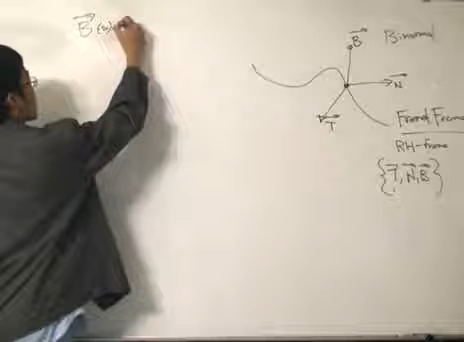 B⃗(s)
B⃗
Binormal
N⃗
T⃗
Frenet Frame
RH-frame
{T⃗, N⃗, B⃗}